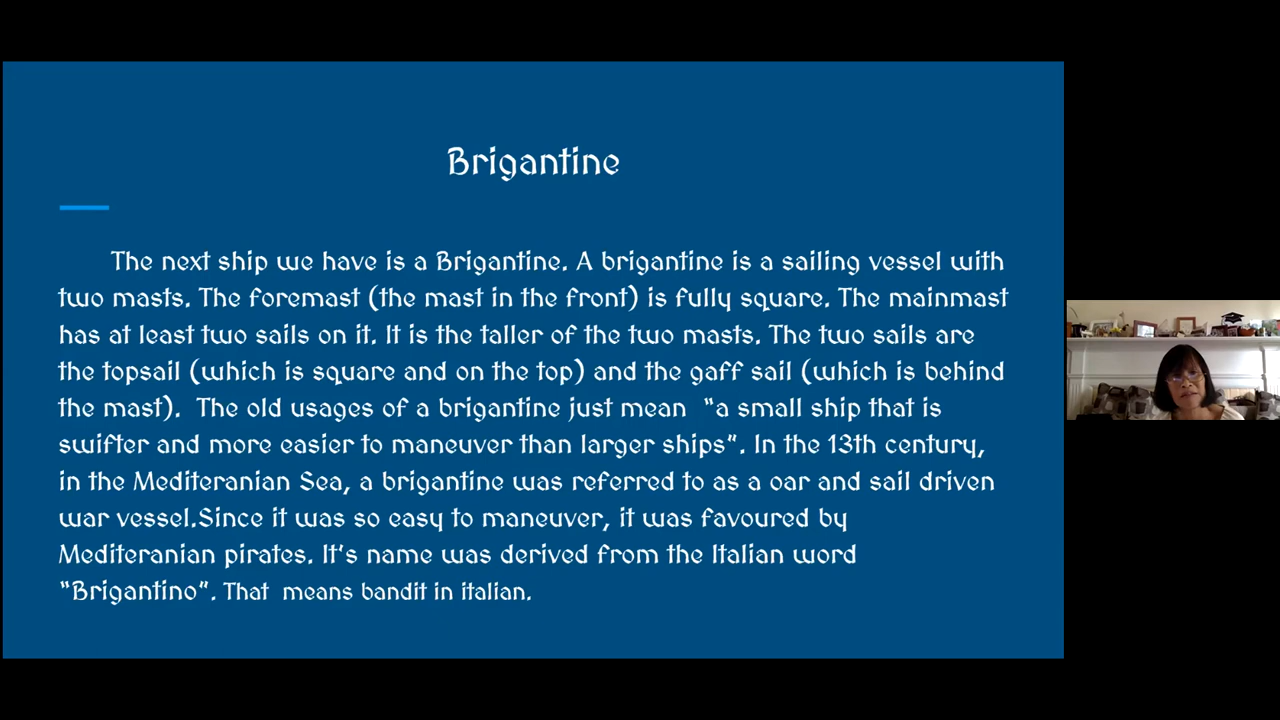 Brigantine
The next ship we have is a Brigantine. A brigantine is a sailing vessel with
two masts. The foremast (the mast in the front) is fully square. The mainmast
has at least two sails on it. It is the taller of the two masts. The two sails are
the topsail (which is square and on the top) and the gaff sail (which is behind
the mast).  The old usages of a brigantine just mean  "a small ship that is
swifter and more easier to maneuver than larger ships". In the 13th century,
in the Mediteranian Sea, a brigantine was referred to as a oar and sail driven
war vessel.Since it was so easy to maneuver, it was favoured by
Mediteranian pirates. It's name was derived from the Italian word
"Brigantino". That  means bandit in italian.